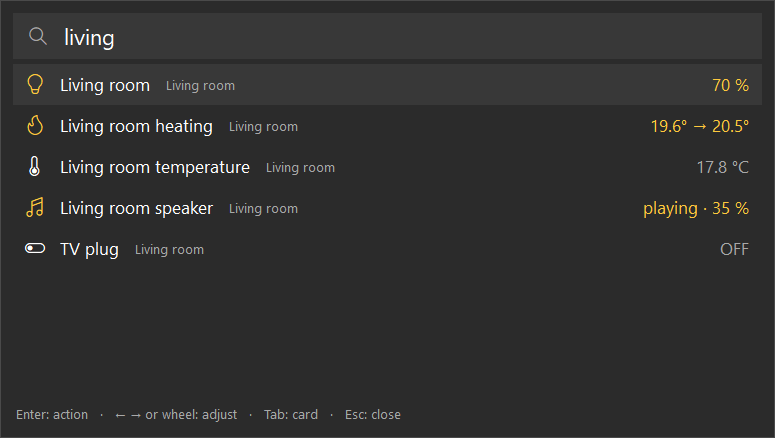 living
Living room Living room 70 %
Living room heating Living room 19.6° → 20.5°
Living room temperature Living room 17.8 °C
Living room speaker Living room playing · 35 %
TV plug Living room OFF
Enter: action · ← → or wheel: adjust · Tab: card · Esc: close